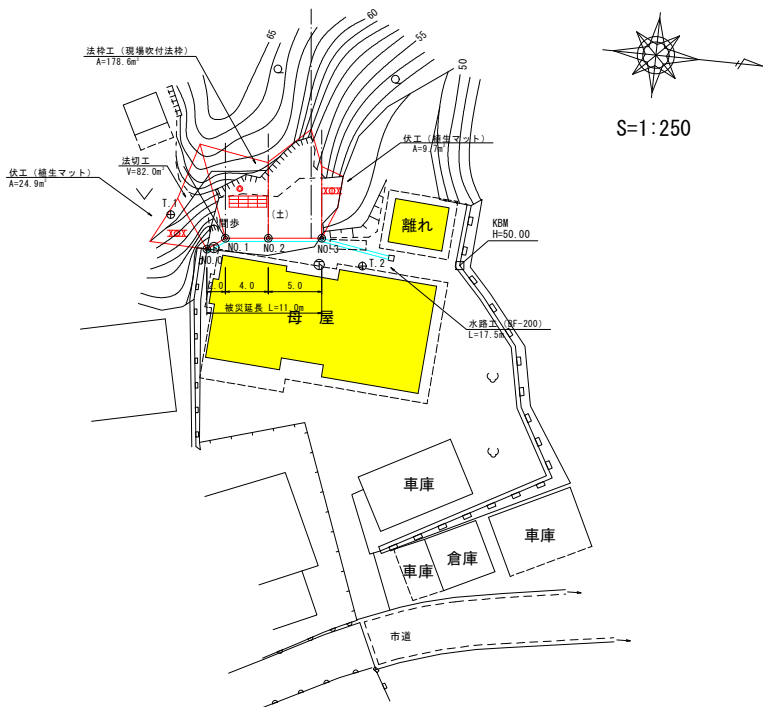 法枠工（現場吹付法枠）
A=178.6㎡
65
60
55
50
S=1:250
伏工（植生マット）
A=9.7㎡
法切工
V=82.0㎥
伏工（植生マット）
A=24.9㎡
T.1
（土）
離れ
KBM
H=50.00
NO.0
NO.1
NO.2
NO.3
T.2
2.0
4.0
5.0
被災延長 L=11.0m
母 屋
水路工（BF-200）
L=17.5m
車庫
車庫
倉庫
車庫
市道